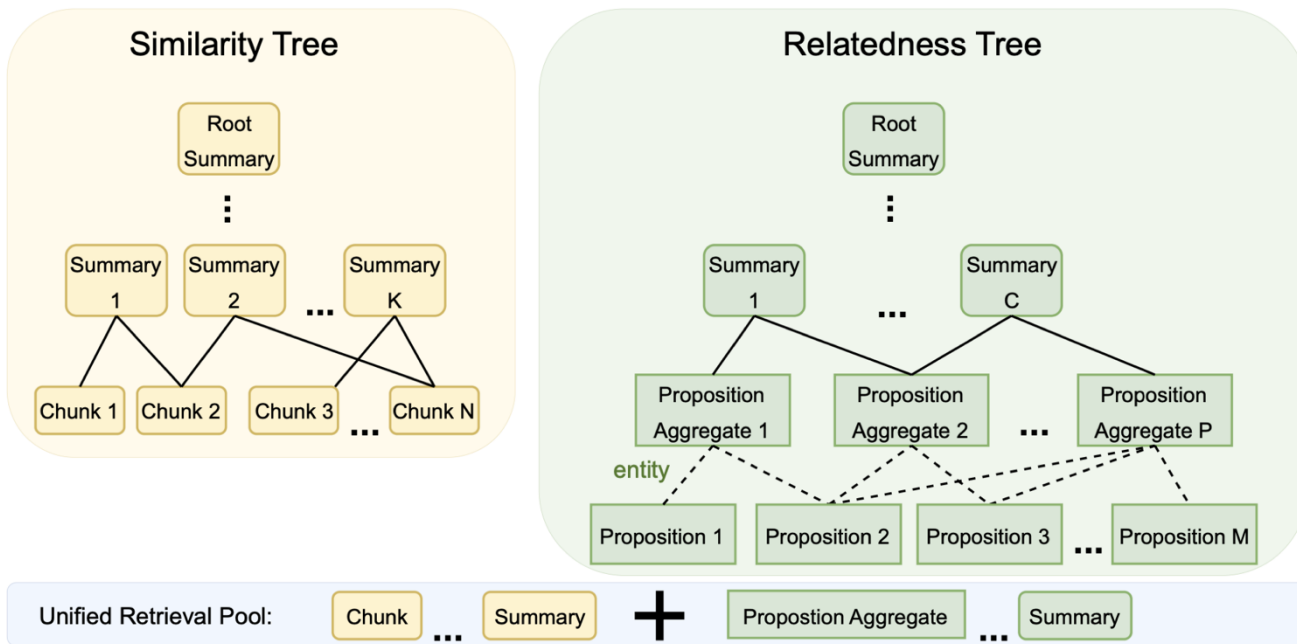 Similarity Tree
Root
Summary
Summary
1
Summary
2
...
Summary
K
Chunk 1
Chunk 2
Chunk 3
...
Chunk N
Relatedness Tree
Root
Summary
Summary
1
...
Summary
C
Proposition
Aggregate 1
Proposition
Aggregate 2
...
Proposition
Aggregate P
entity
Proposition 1
Proposition 2
Proposition 3
...
Proposition M
Unified Retrieval Pool:
Chunk
...
Summary
+
Propostion Aggregate
...
Summary